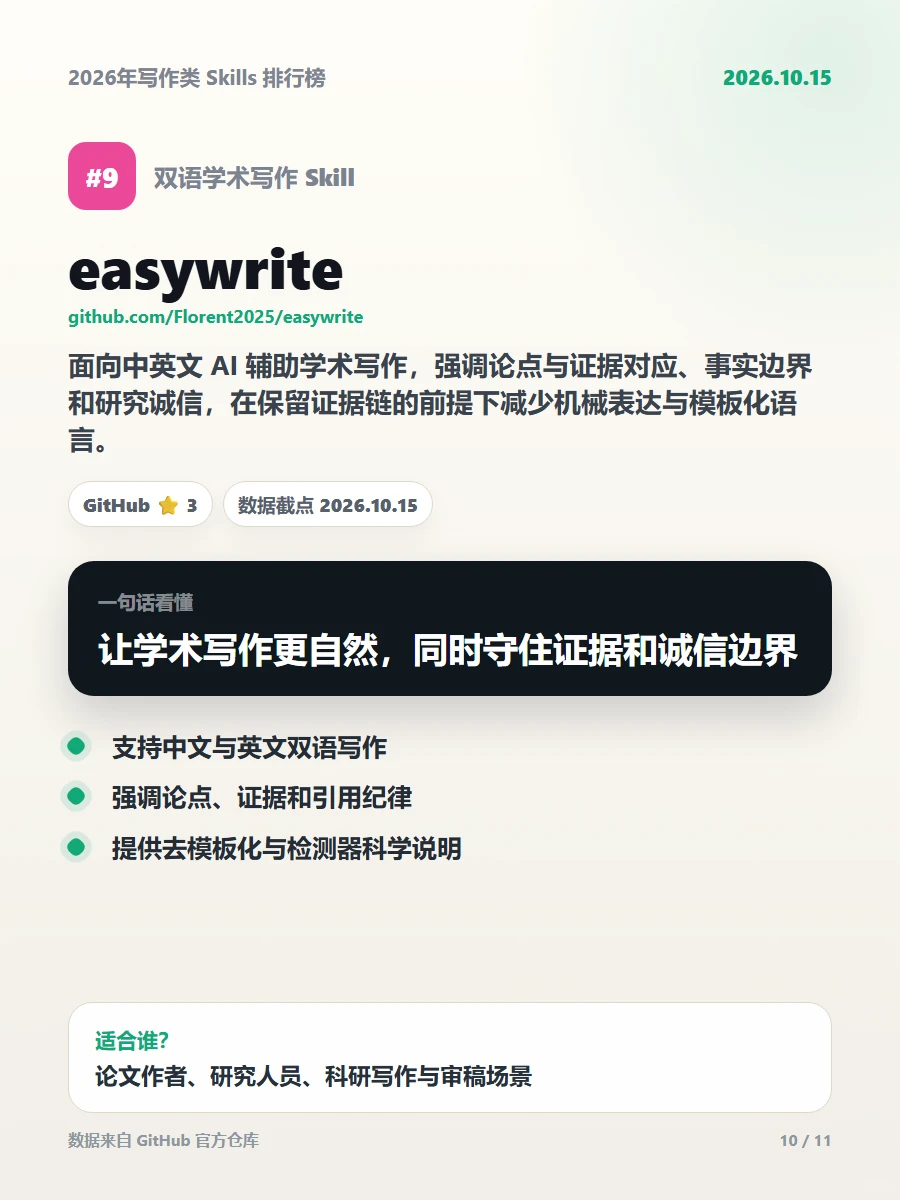 2026年写作类 Skills 排行榜
2026.10.15
#9
双语学术写作 Skill
easywrite
github.com/Florent2025/easywrite
面向中英文 AI 辅助学术写作，强调论点与证据对应、事实边界
和研究诚信，在保留证据链的前提下减少机械表达与模板化语
言。
GitHub ⭐ 3
数据截点 2026.10.15
一句话看懂
让学术写作更自然，同时守住证据和诚信边界
支持中文与英文双语写作
强调论点、证据和引用纪律
提供去模板化与检测器科学说明
适合谁？
论文作者、研究人员、科研写作与审稿场景
数据来自 GitHub 官方仓库
10 / 11